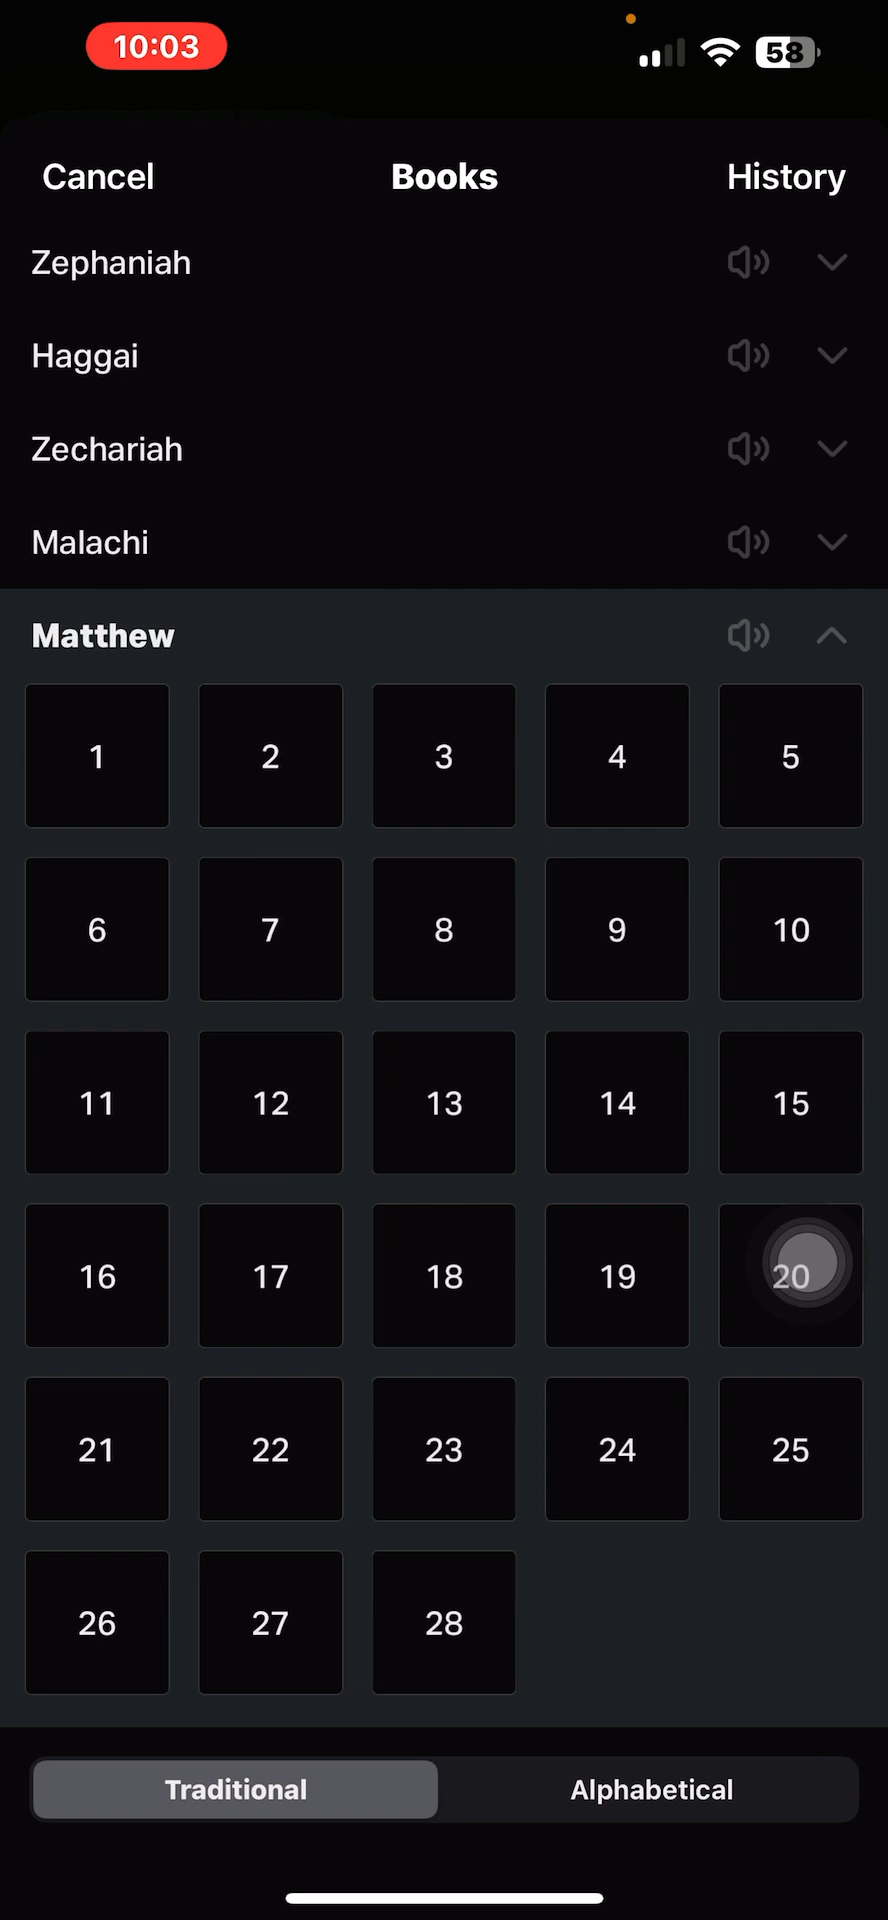 10:03
58
Cancel Books History
Zephaniah
Haggai
Zechariah
Malachi
Matthew
1 2 3 4 5
6 7 8 9 10
11 12 13 14 15
16 17 18 19 20
21 22 23 24 25
26 27 28
Traditional Alphabetical